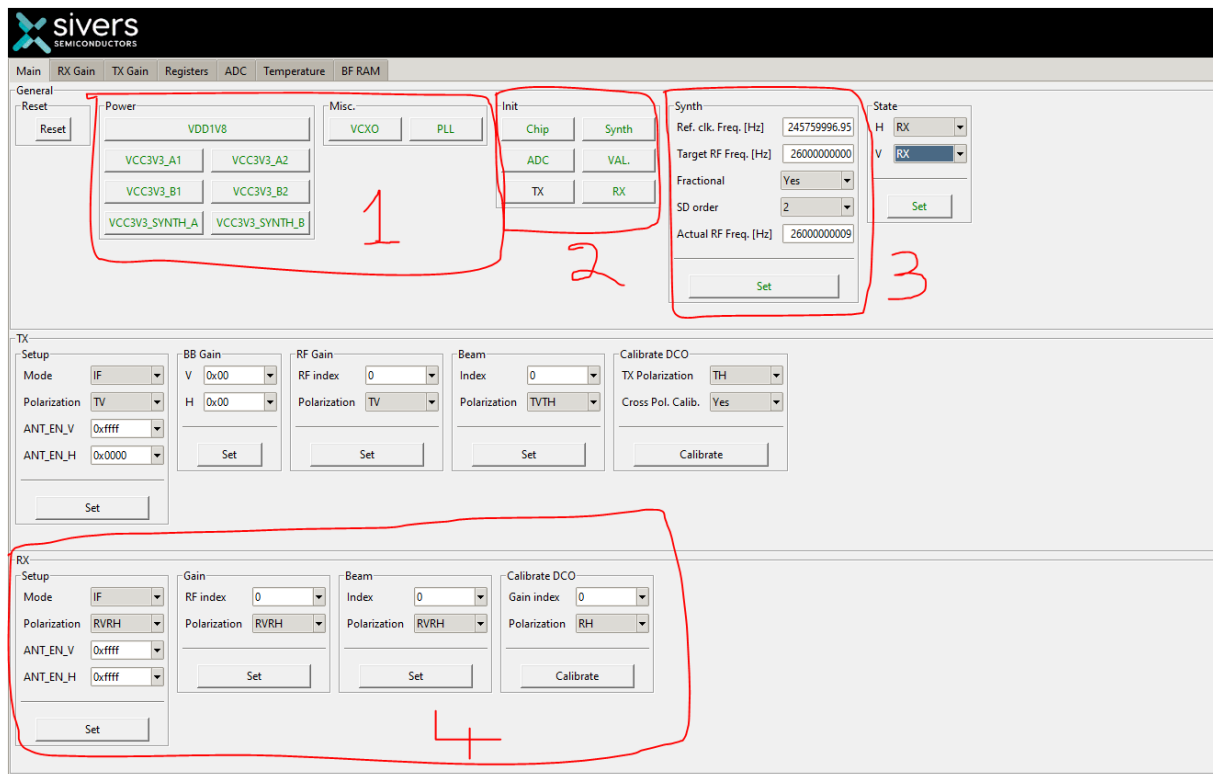 sivers
SEMICONDUCTORS
Main RX Gain TX Gain Registers ADC Temperature BF RAM
General
Reset
Reset
Power
VDD1V8
VCC3V3_A1 VCC3V3_A2
VCC3V3_B1 VCC3V3_B2
VCC3V3_SYNTH_A VCC3V3_SYNTH_B
Misc.
VCXO PLL
1
Init
Chip Synth
ADC VAL.
TX RX
2
Synth
Ref. clk. Freq. [Hz] 245759996.95
Target RF Freq. [Hz] 26000000000
Fractional Yes
SD order 2
Actual RF Freq. [Hz] 26000000009
Set
3
State
H RX
V RX
Set
TX
Setup
Mode IF
Polarization TV
ANT_EN_V 0xffff
ANT_EN_H 0x0000
Set
BB Gain
V 0x00
H 0x00
Set
RF Gain
RF index 0
Polarization TV
Set
Beam
Index 0
Polarization TVTH
Set
Calibrate DCO
TX Polarization TH
Cross Pol. Calib. Yes
Calibrate
RX
Setup
Mode IF
Polarization RVRH
ANT_EN_V 0xffff
ANT_EN_H 0xffff
Set
Gain
RF index 0
Polarization RVRH
Set
Beam
Index 0
Polarization RVRH
Set
Calibrate DCO
Gain index 0
Polarization RH
Calibrate
4